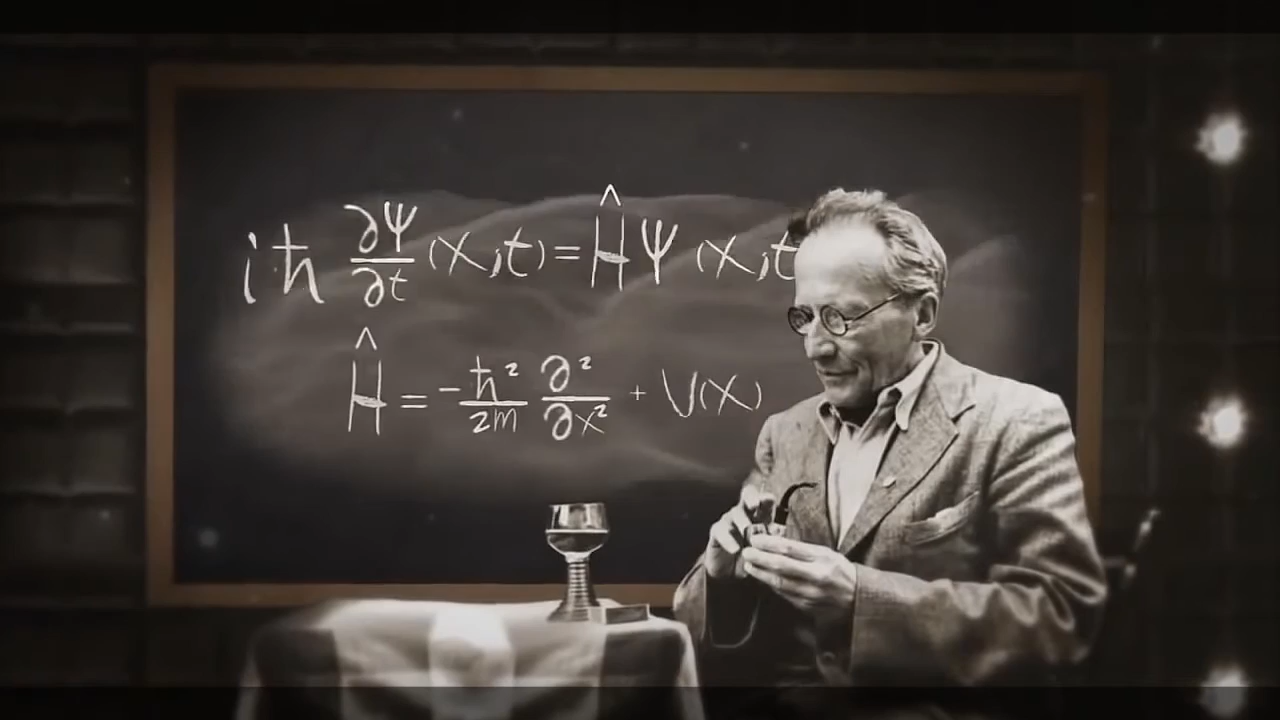 iħ ∂Ψ/∂t (x,t) = ĤΨ (x,t
Ĥ = -ħ²/2m ∂²/∂x² + V(x)